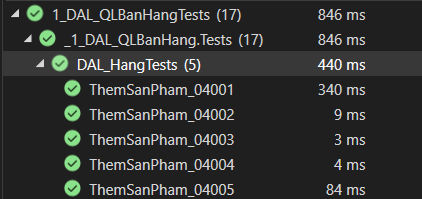 1_DAL_QLBanHangTests (17) 846 ms
_1_DAL_QLBanHang.Tests (17) 846 ms
DAL_HangTests (5) 440 ms
ThemSanPham_04001 340 ms
ThemSanPham_04002 9 ms
ThemSanPham_04003 3 ms
ThemSanPham_04004 4 ms
ThemSanPham_04005 84 ms